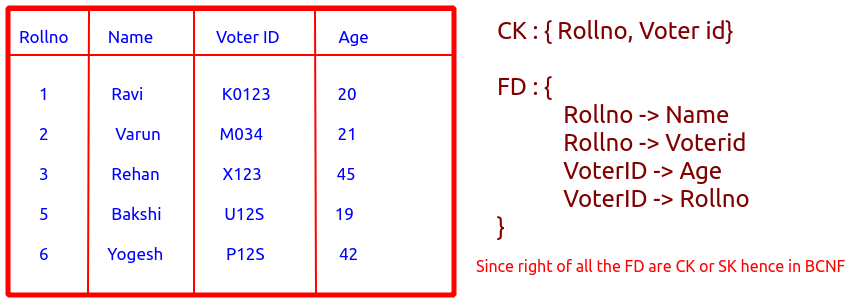 Rollno Name Voter ID Age
1 Ravi K0123 20
2 Varun M034 21
3 Rehan X123 45
5 Bakshi U12S 19
6 Yogesh P12S 42
CK : { Rollno, Voter id}
FD : {
Rollno -> Name
Rollno -> Voterid
VoterID -> Age
VoterID -> Rollno
}
Since right of all the FD are CK or SK hence in BCNF